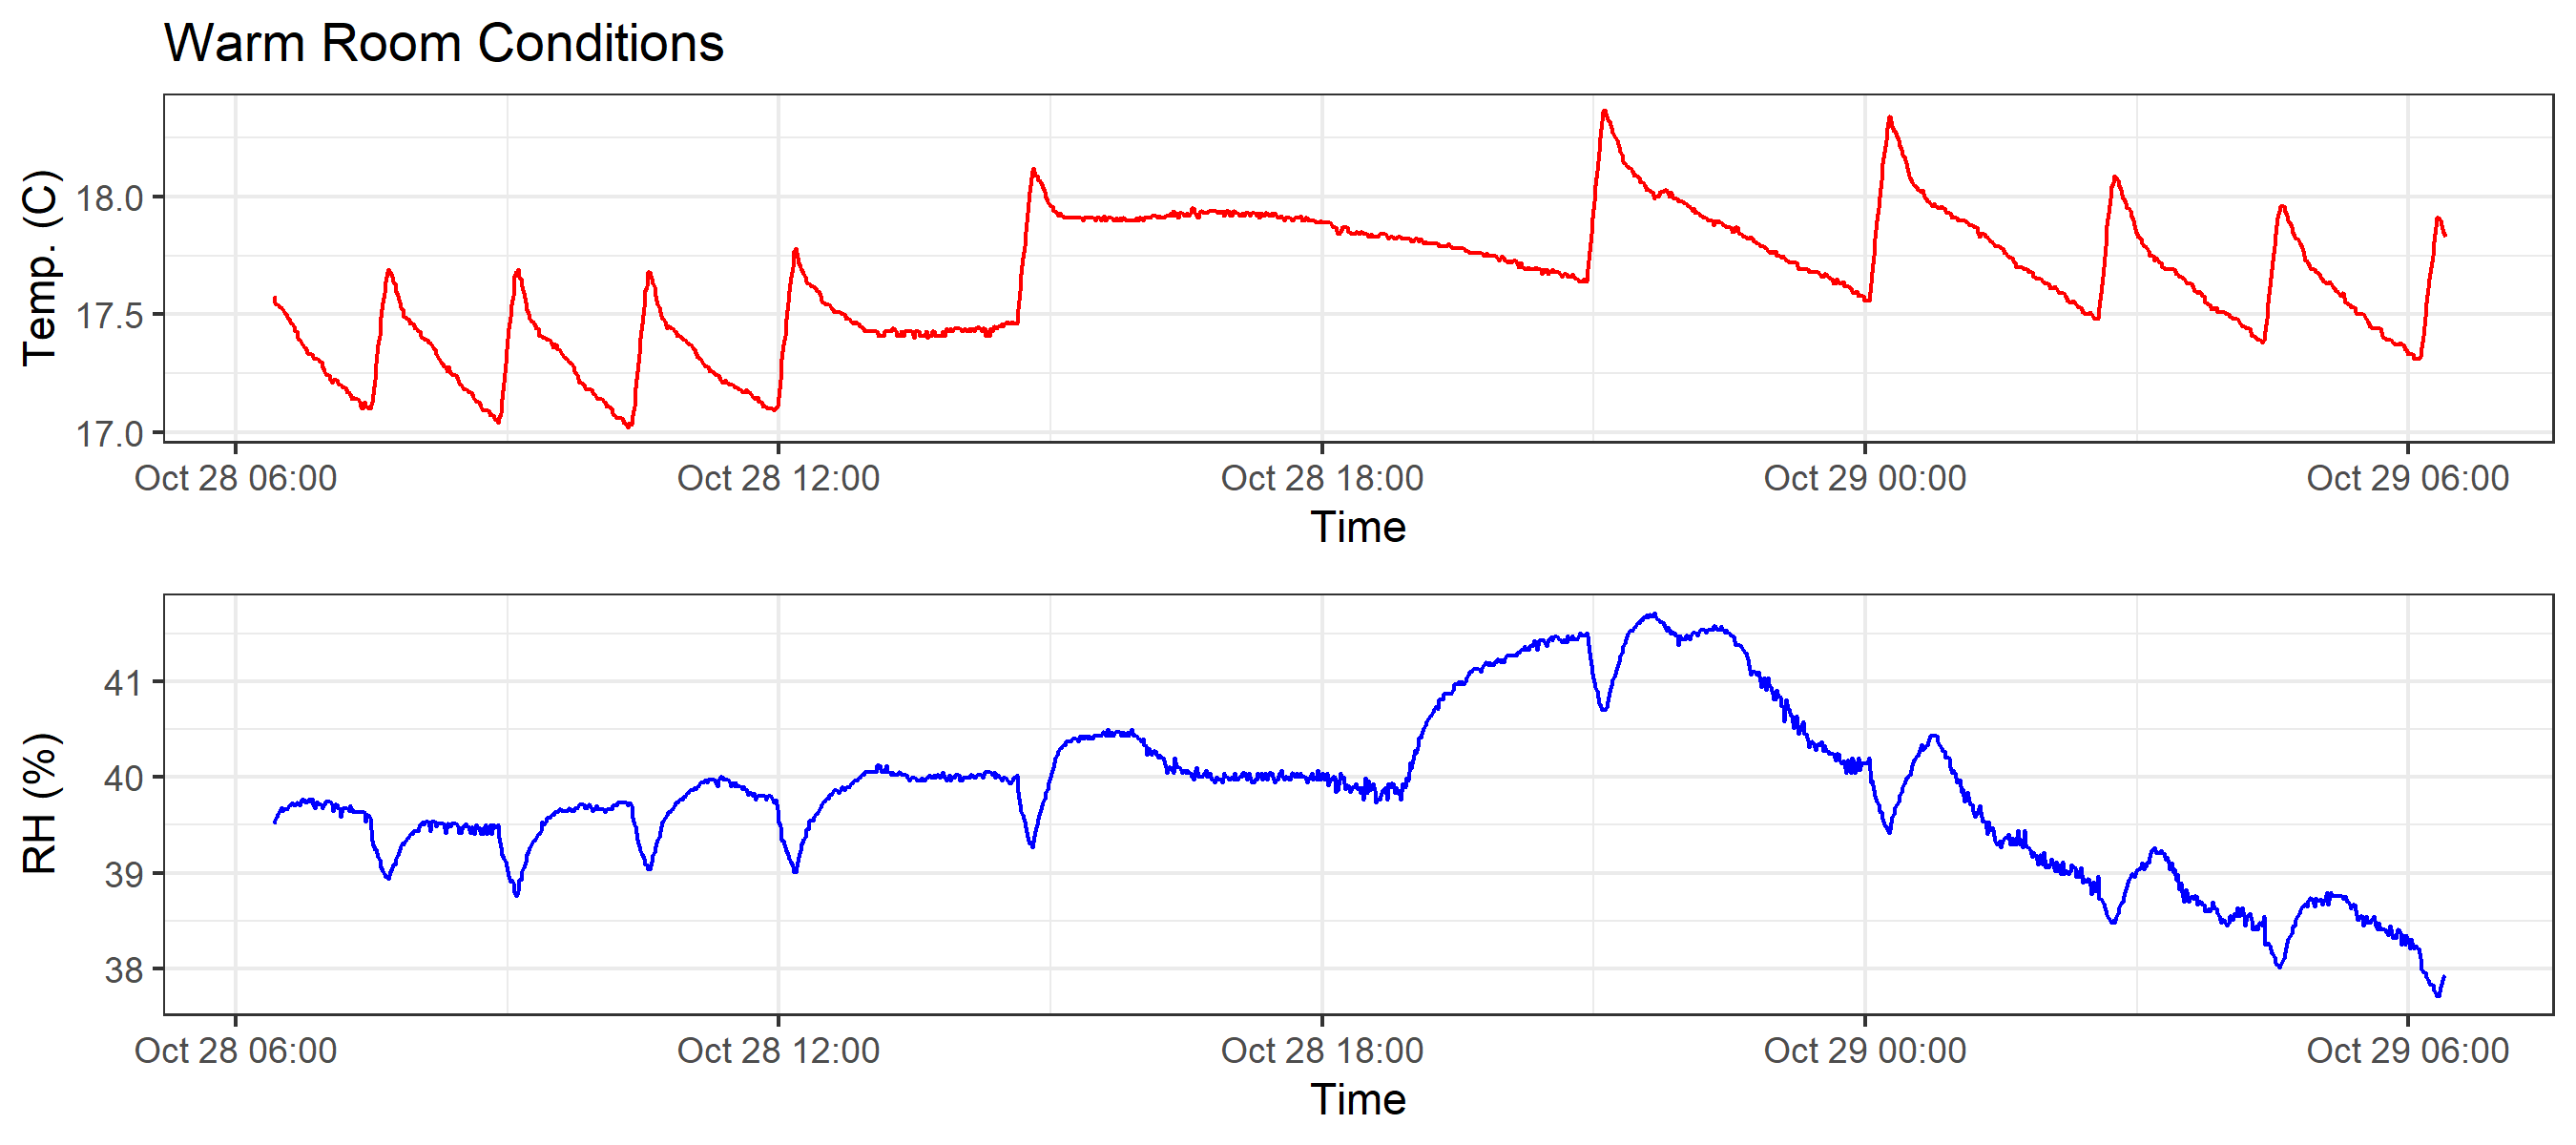 Warm Room Conditions
Temp. (C)
18.0
17.5
17.0
Oct 28 06:00 Oct 28 12:00 Oct 28 18:00 Oct 29 00:00 Oct 29 06:00
Time
RH (%)
41
40
39
38
Oct 28 06:00 Oct 28 12:00 Oct 28 18:00 Oct 29 00:00 Oct 29 06:00
Time